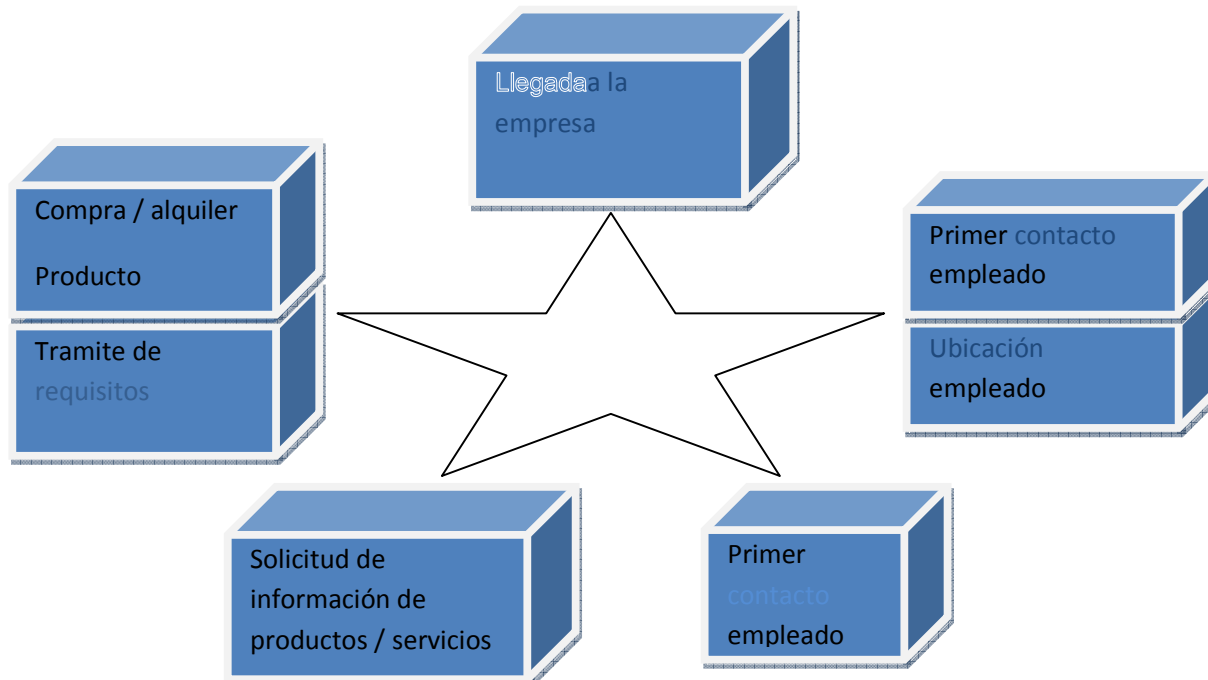 Llegada a la
empresa
Compra / alquiler
Producto
Tramite de
requisitos
Primer contacto
empleado
Ubicación
empleado
Solicitud de
información de
productos / servicios
Primer
contacto
empleado